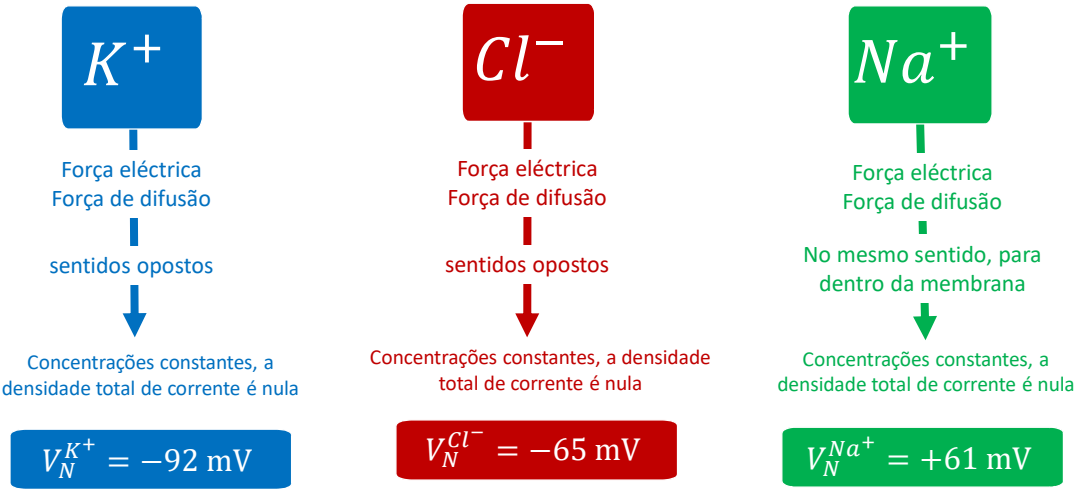 K⁺
Força eléctrica
Força de difusão
sentidos opostos
Concentrações constantes, a
densidade total de corrente é nula
V_N^{K⁺} = −92 mV
Cl⁻
Força eléctrica
Força de difusão
sentidos opostos
Concentrações constantes, a densidade
total de corrente é nula
V_N^{Cl⁻} = −65 mV
Na⁺
Força eléctrica
Força de difusão
No mesmo sentido, para
dentro da membrana
Concentrações constantes, a
densidade total de corrente é nula
V_N^{Na⁺} = +61 mV